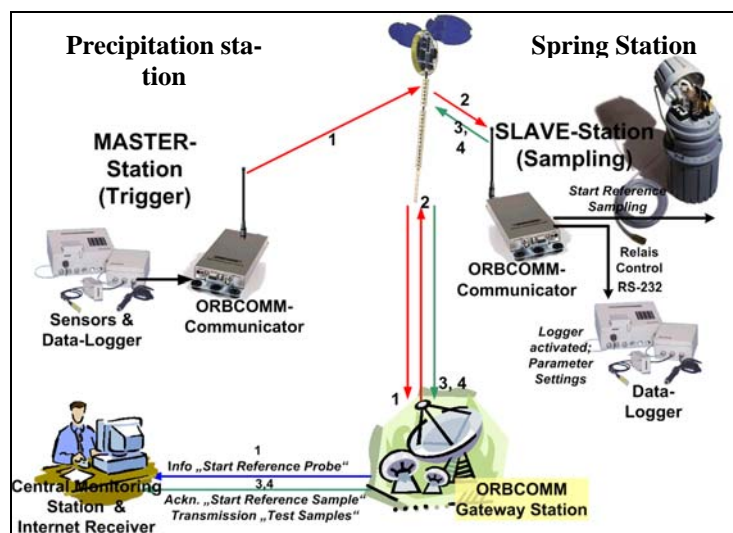 Precipitation sta-
tion
Spring Station
1
2
3,
4
MASTER-
Station
(Trigger)
SLAVE-Station
(Sampling)
Start Reference
Sampling
2
ORBCOMM-
Communicator
Sensors &
Data-Logger
ORBCOMM-
Communicator
Relais
Control
RS-232
Logger
activated;
Parameter
Settings
Data-
Logger
1
3, 4
1
Info „Start Reference Probe“
3,4
Ackn. „Start Reference Sample“
Transmission „Test Samples“
Central Monitoring
Station &
Internet Receiver
ORBCOMM
Gateway Station